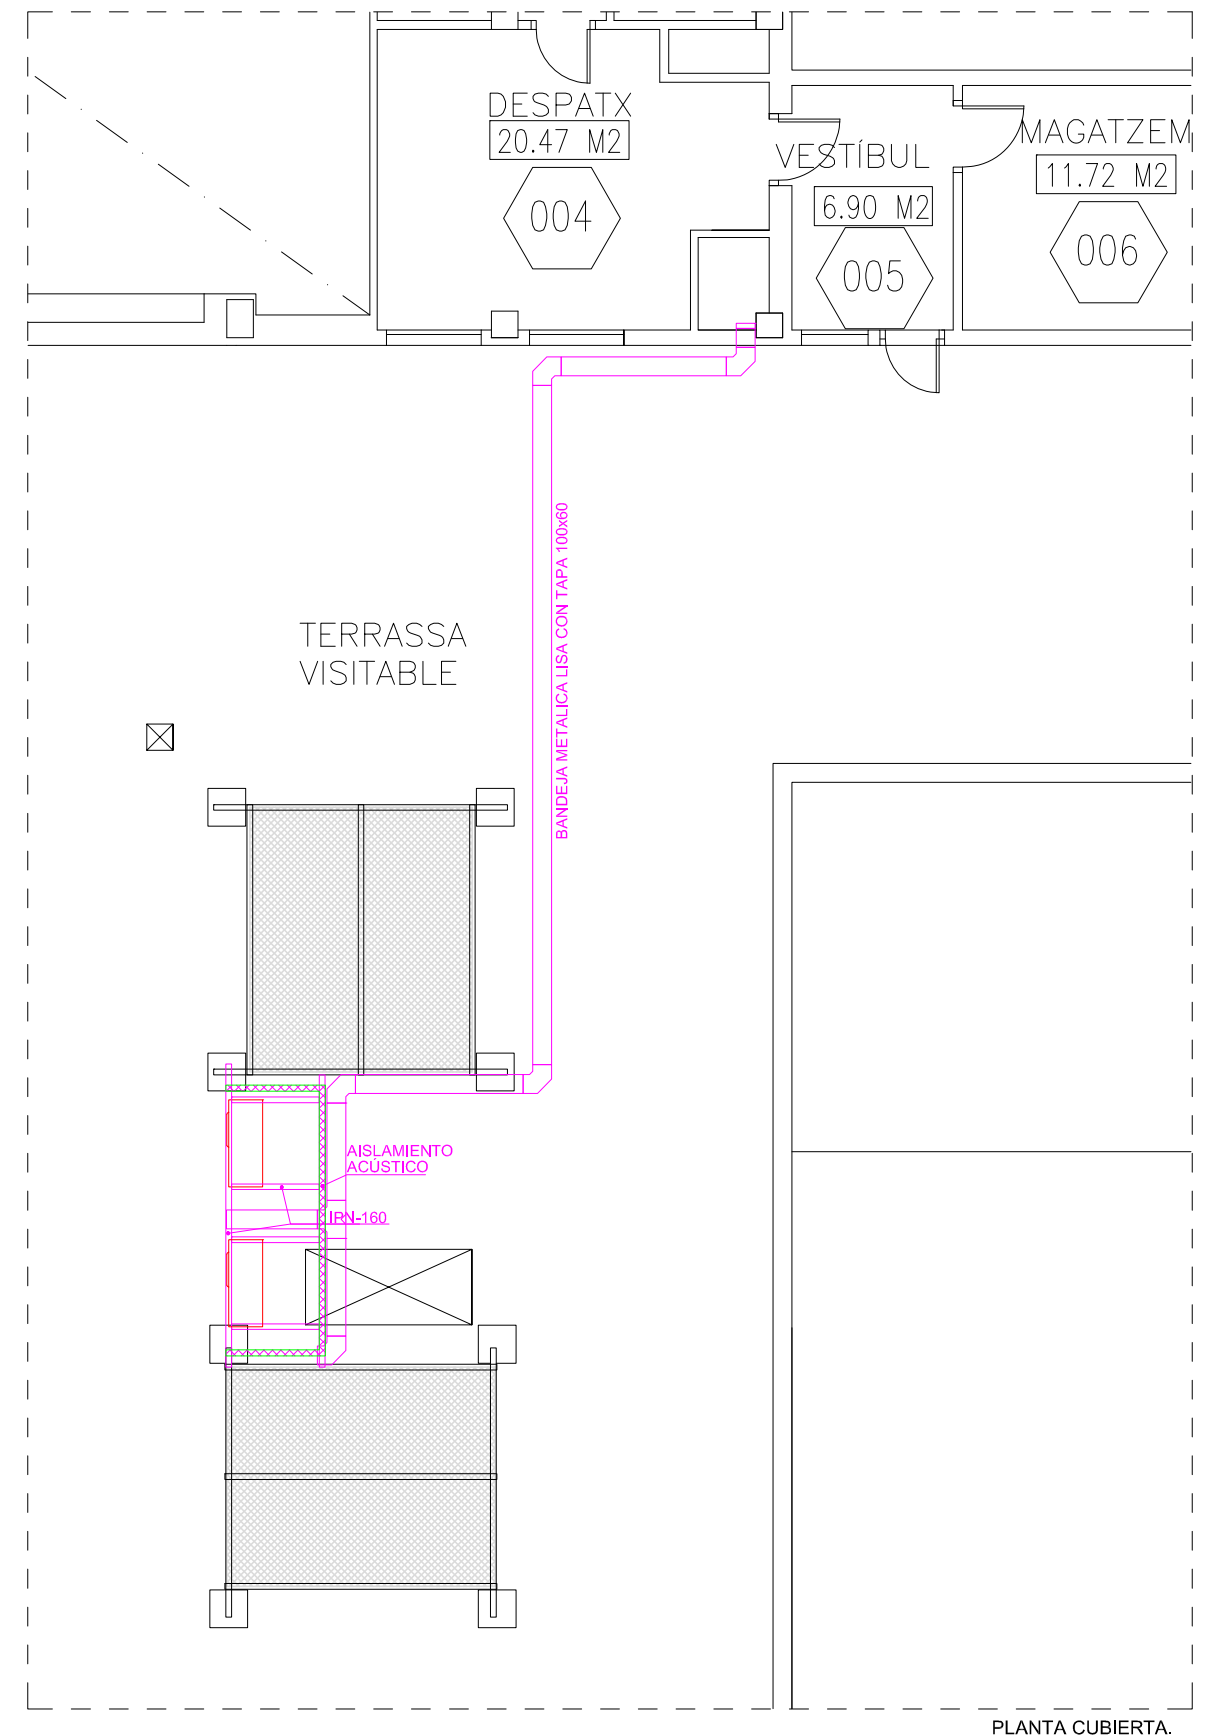 DESPATX
20.47 M2
004
VESTÍBUL
6.90 M2
005
MAGATZEM
11.72 M2
006
BANDEJA METALICA LISA CON TAPA 100x60
TERRASSA
VISITABLE
AISLAMIENTO
ACÚSTICO
IRN-160
PLANTA CUBIERTA.